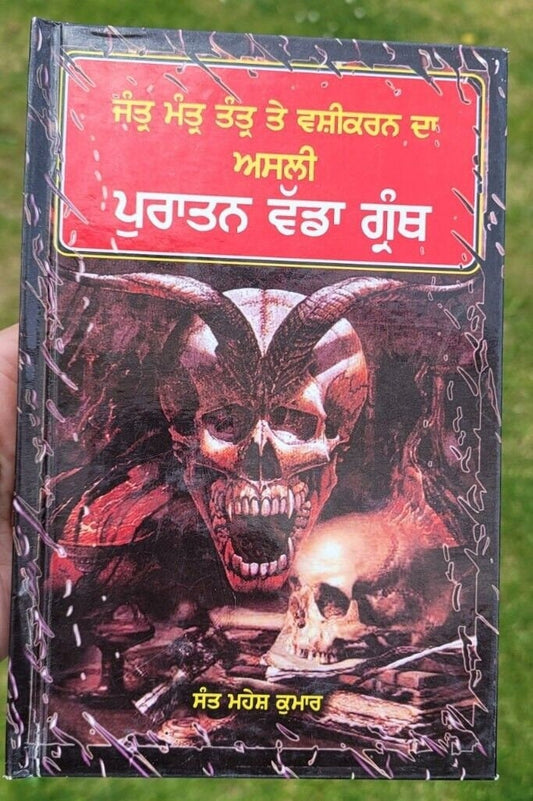 ਜੰਤ੍ਰ ਮੰਤ੍ਰ ਤੰਤ੍ਰ ਤੇ ਵਸ਼ੀਕਰਨ ਦਾ
ਅਸਲੀ
ਪੁਰਾਤਨ ਵੱਡਾ ਗ੍ਰੰਥ
ਸੰਤ ਮਹੇਸ਼ ਕੁਮਾਰ